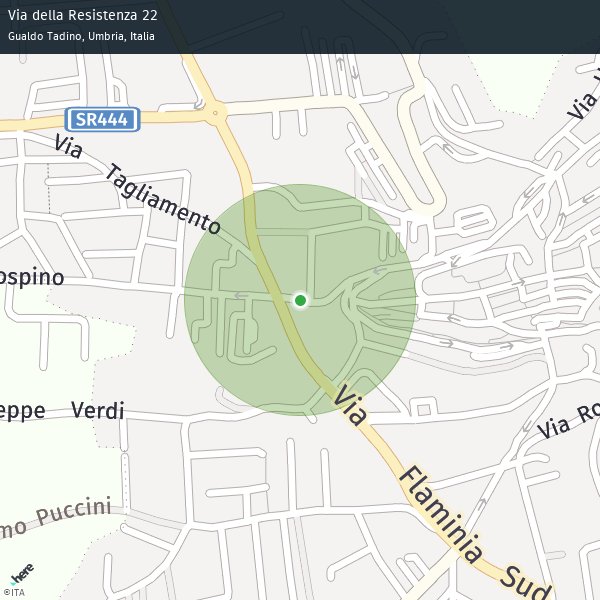 Via della Resistenza 22
Gualdo Tadino, Umbria, Italia
SR444
Via Tagliamento
ospino
eppe Verdi
Via
Flaminia
Sud
Via Ro
mo Puccini
here
©ITA